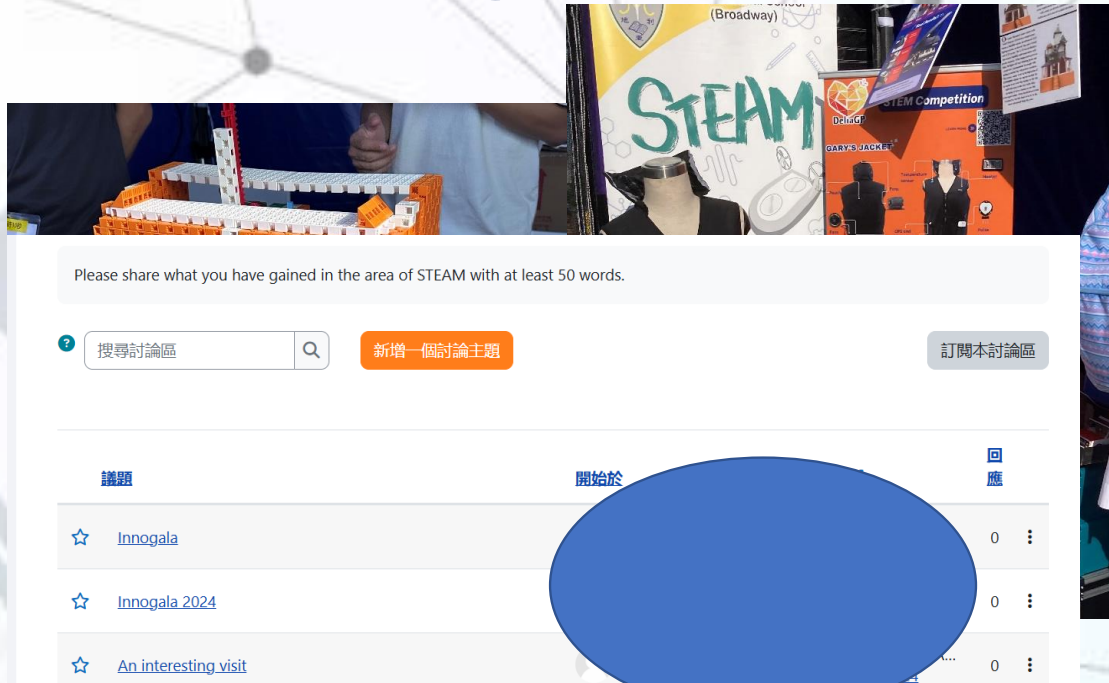 (Broadway)
STEAM
STEM Competition
DeltaGP
GARY'S JACKET
Please share what you have gained in the area of STEAM with at least 50 words.
搜尋討論區
新增一個討論主題
訂閱本討論區
議題
開始於
回
應
Innogala
0
Innogala 2024
0
An interesting visit
0